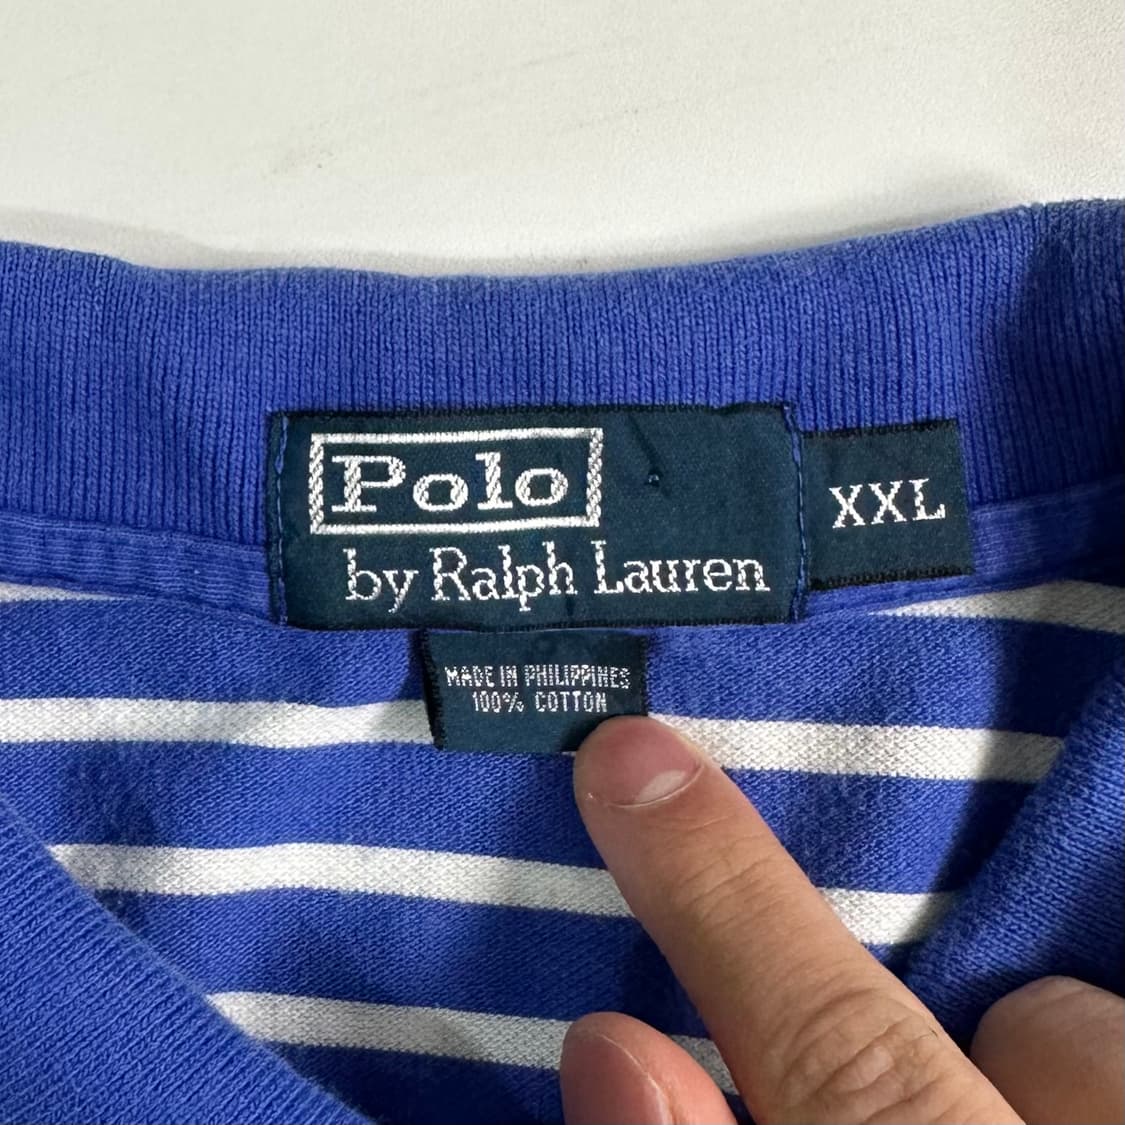 Polo
by Ralph Lauren
XXL
MADE IN PHILIPPINES
100% COTTON